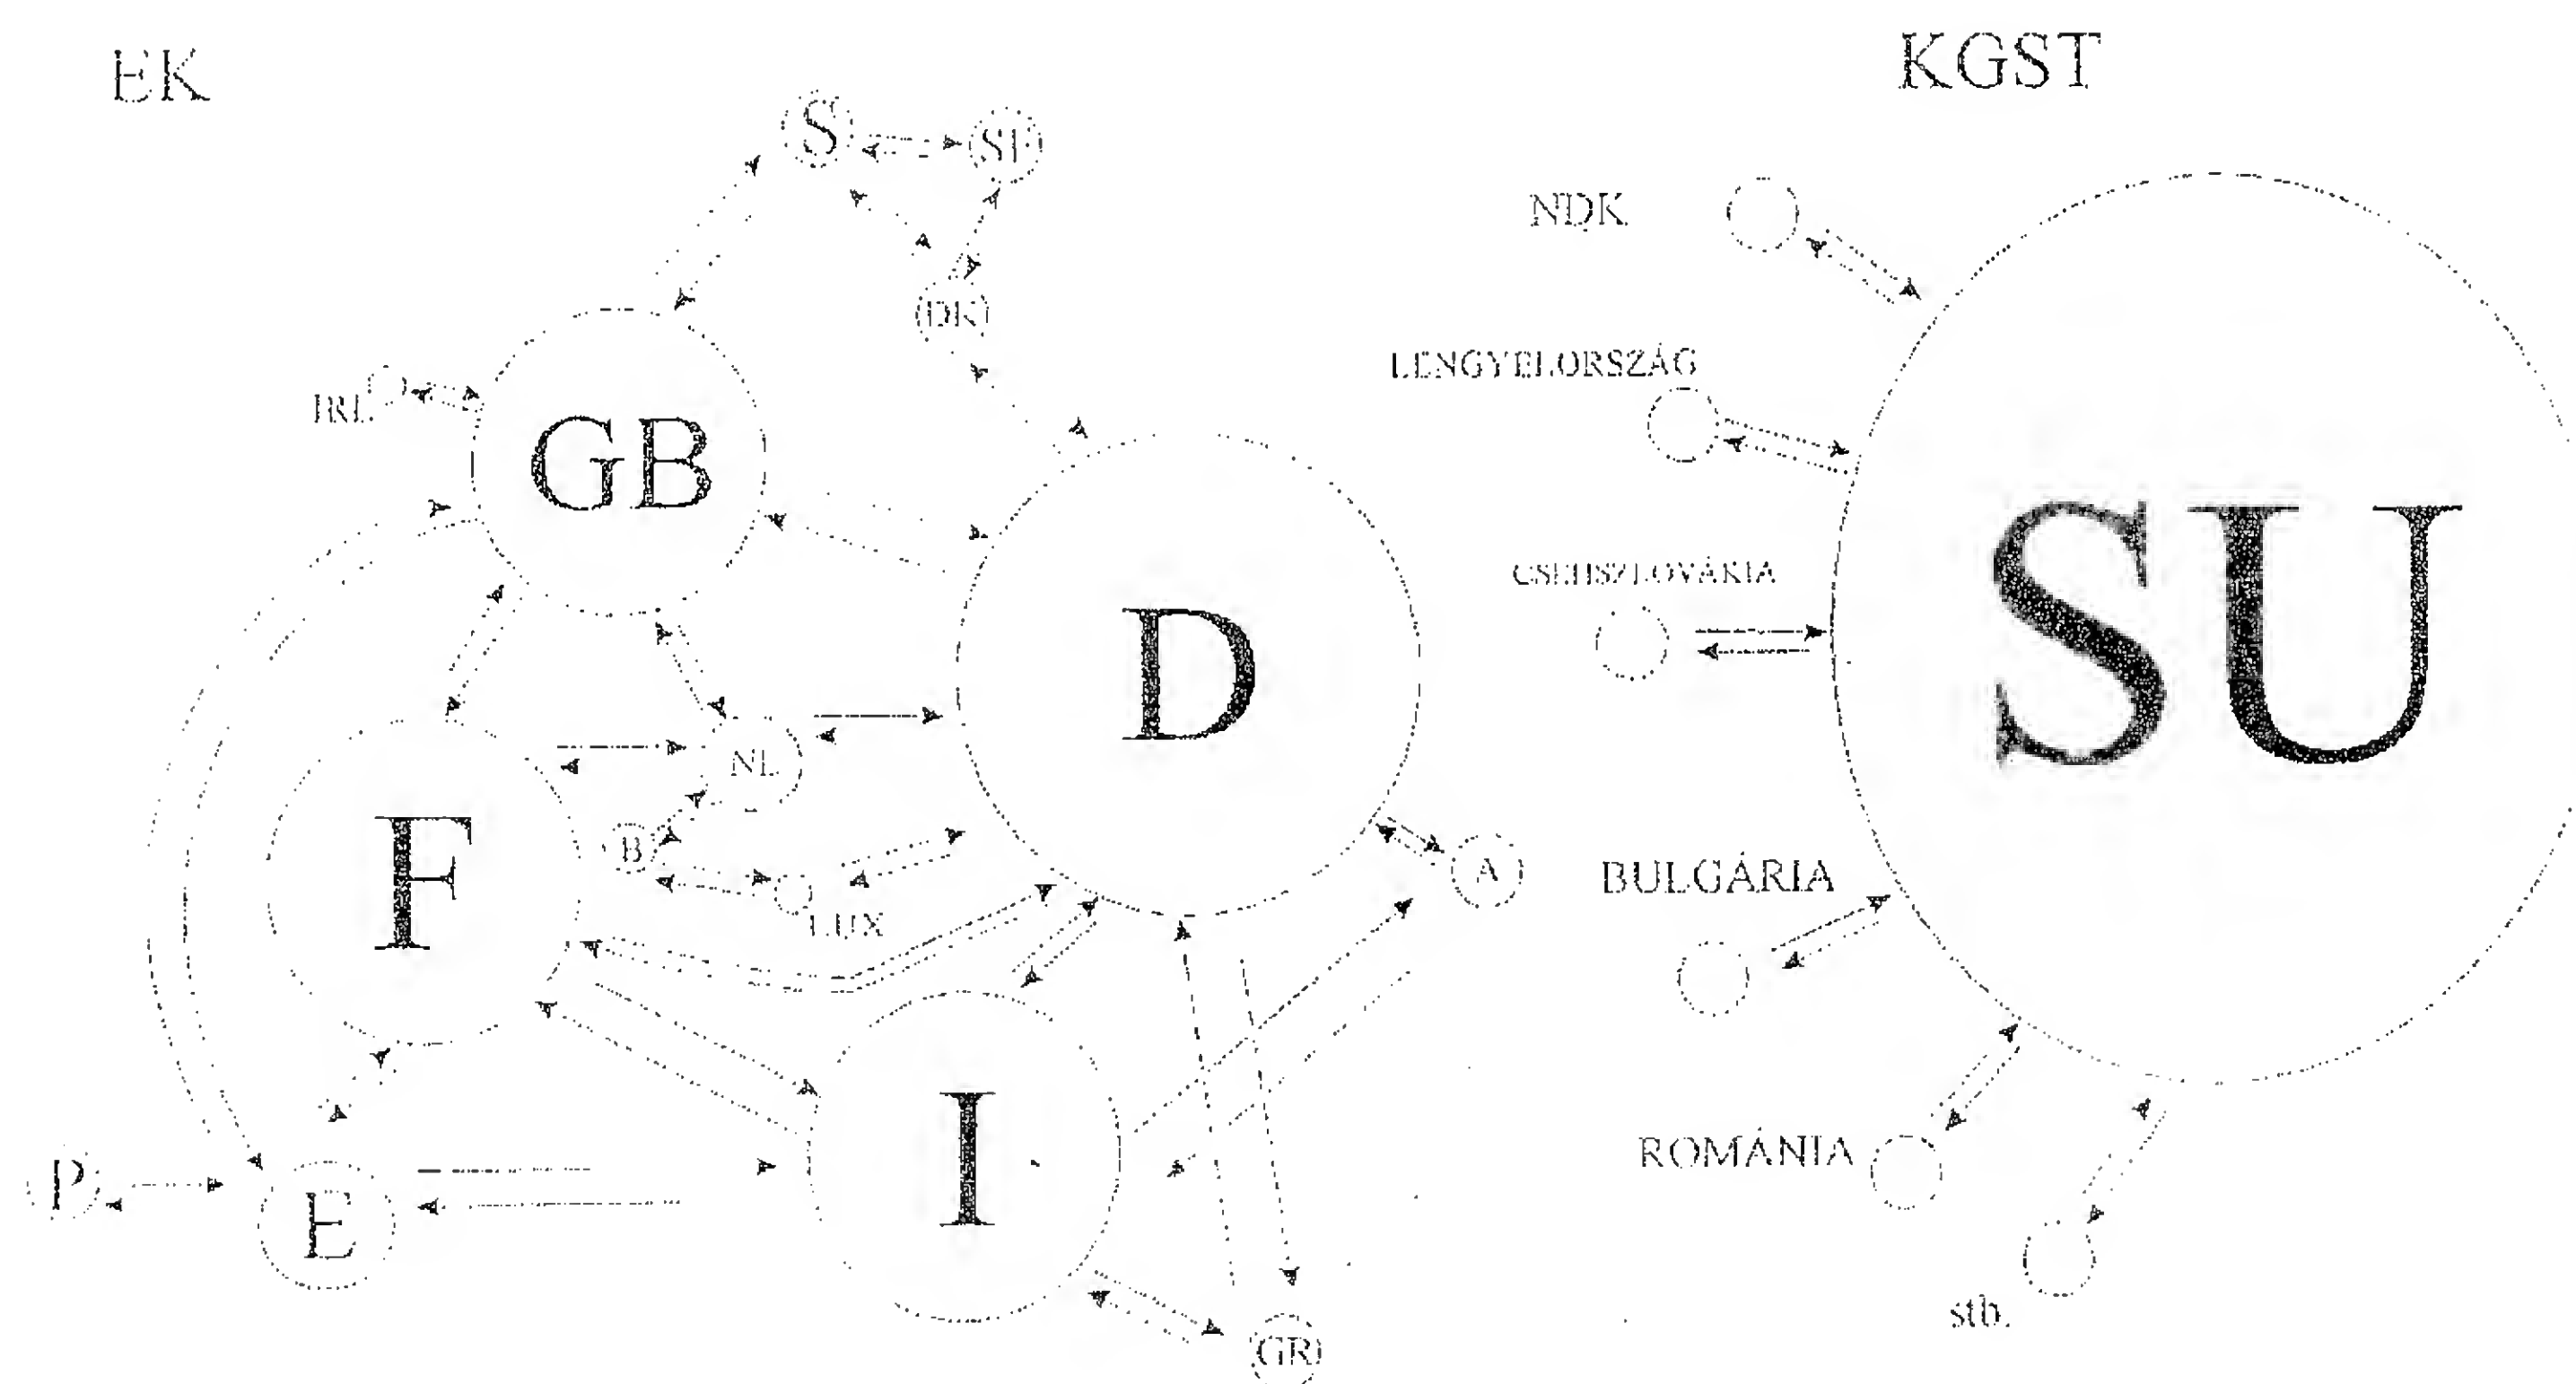 EK
KGST
S
SF
NDK
DK
LENGYELORSZÁG
IRL
GB
CSEHSZLOVÁKIA
SU
D
NL
F
B
A
BULGÁRIA
LUX
I
ROMÁNIA
P
E
stb.
GR